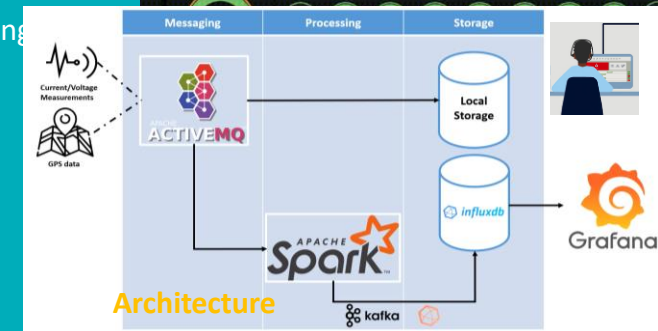 ng
Messaging
Processing
Storage
Current/Voltage
Measurements
GPS data
APACHE
ACTIVEMQ
Local
Storage
influxdb
Grafana
APACHE
Spark
Architecture
kafka